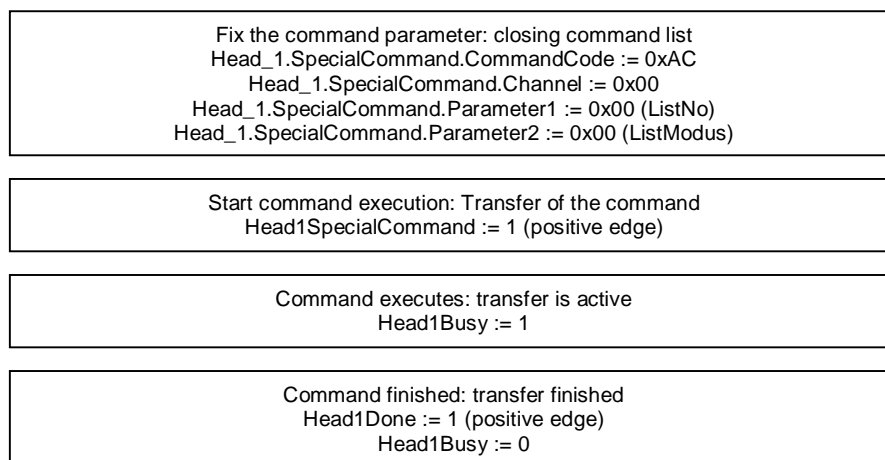 Fix the command parameter: closing command list
Head_1.SpecialCommand.CommandCode := 0xAC
Head_1.SpecialCommand.Channel := 0x00
Head_1.SpecialCommand.Parameter1 := 0x00 (ListNo)
Head_1.SpecialCommand.Parameter2 := 0x00 (ListModus)
Start command execution: Transfer of the command
Head1SpecialCommand := 1 (positive edge)
Command executes: transfer is active
Head1Busy := 1
Command finished: transfer finished
Head1Done := 1 (positive edge)
Head1Busy := 0